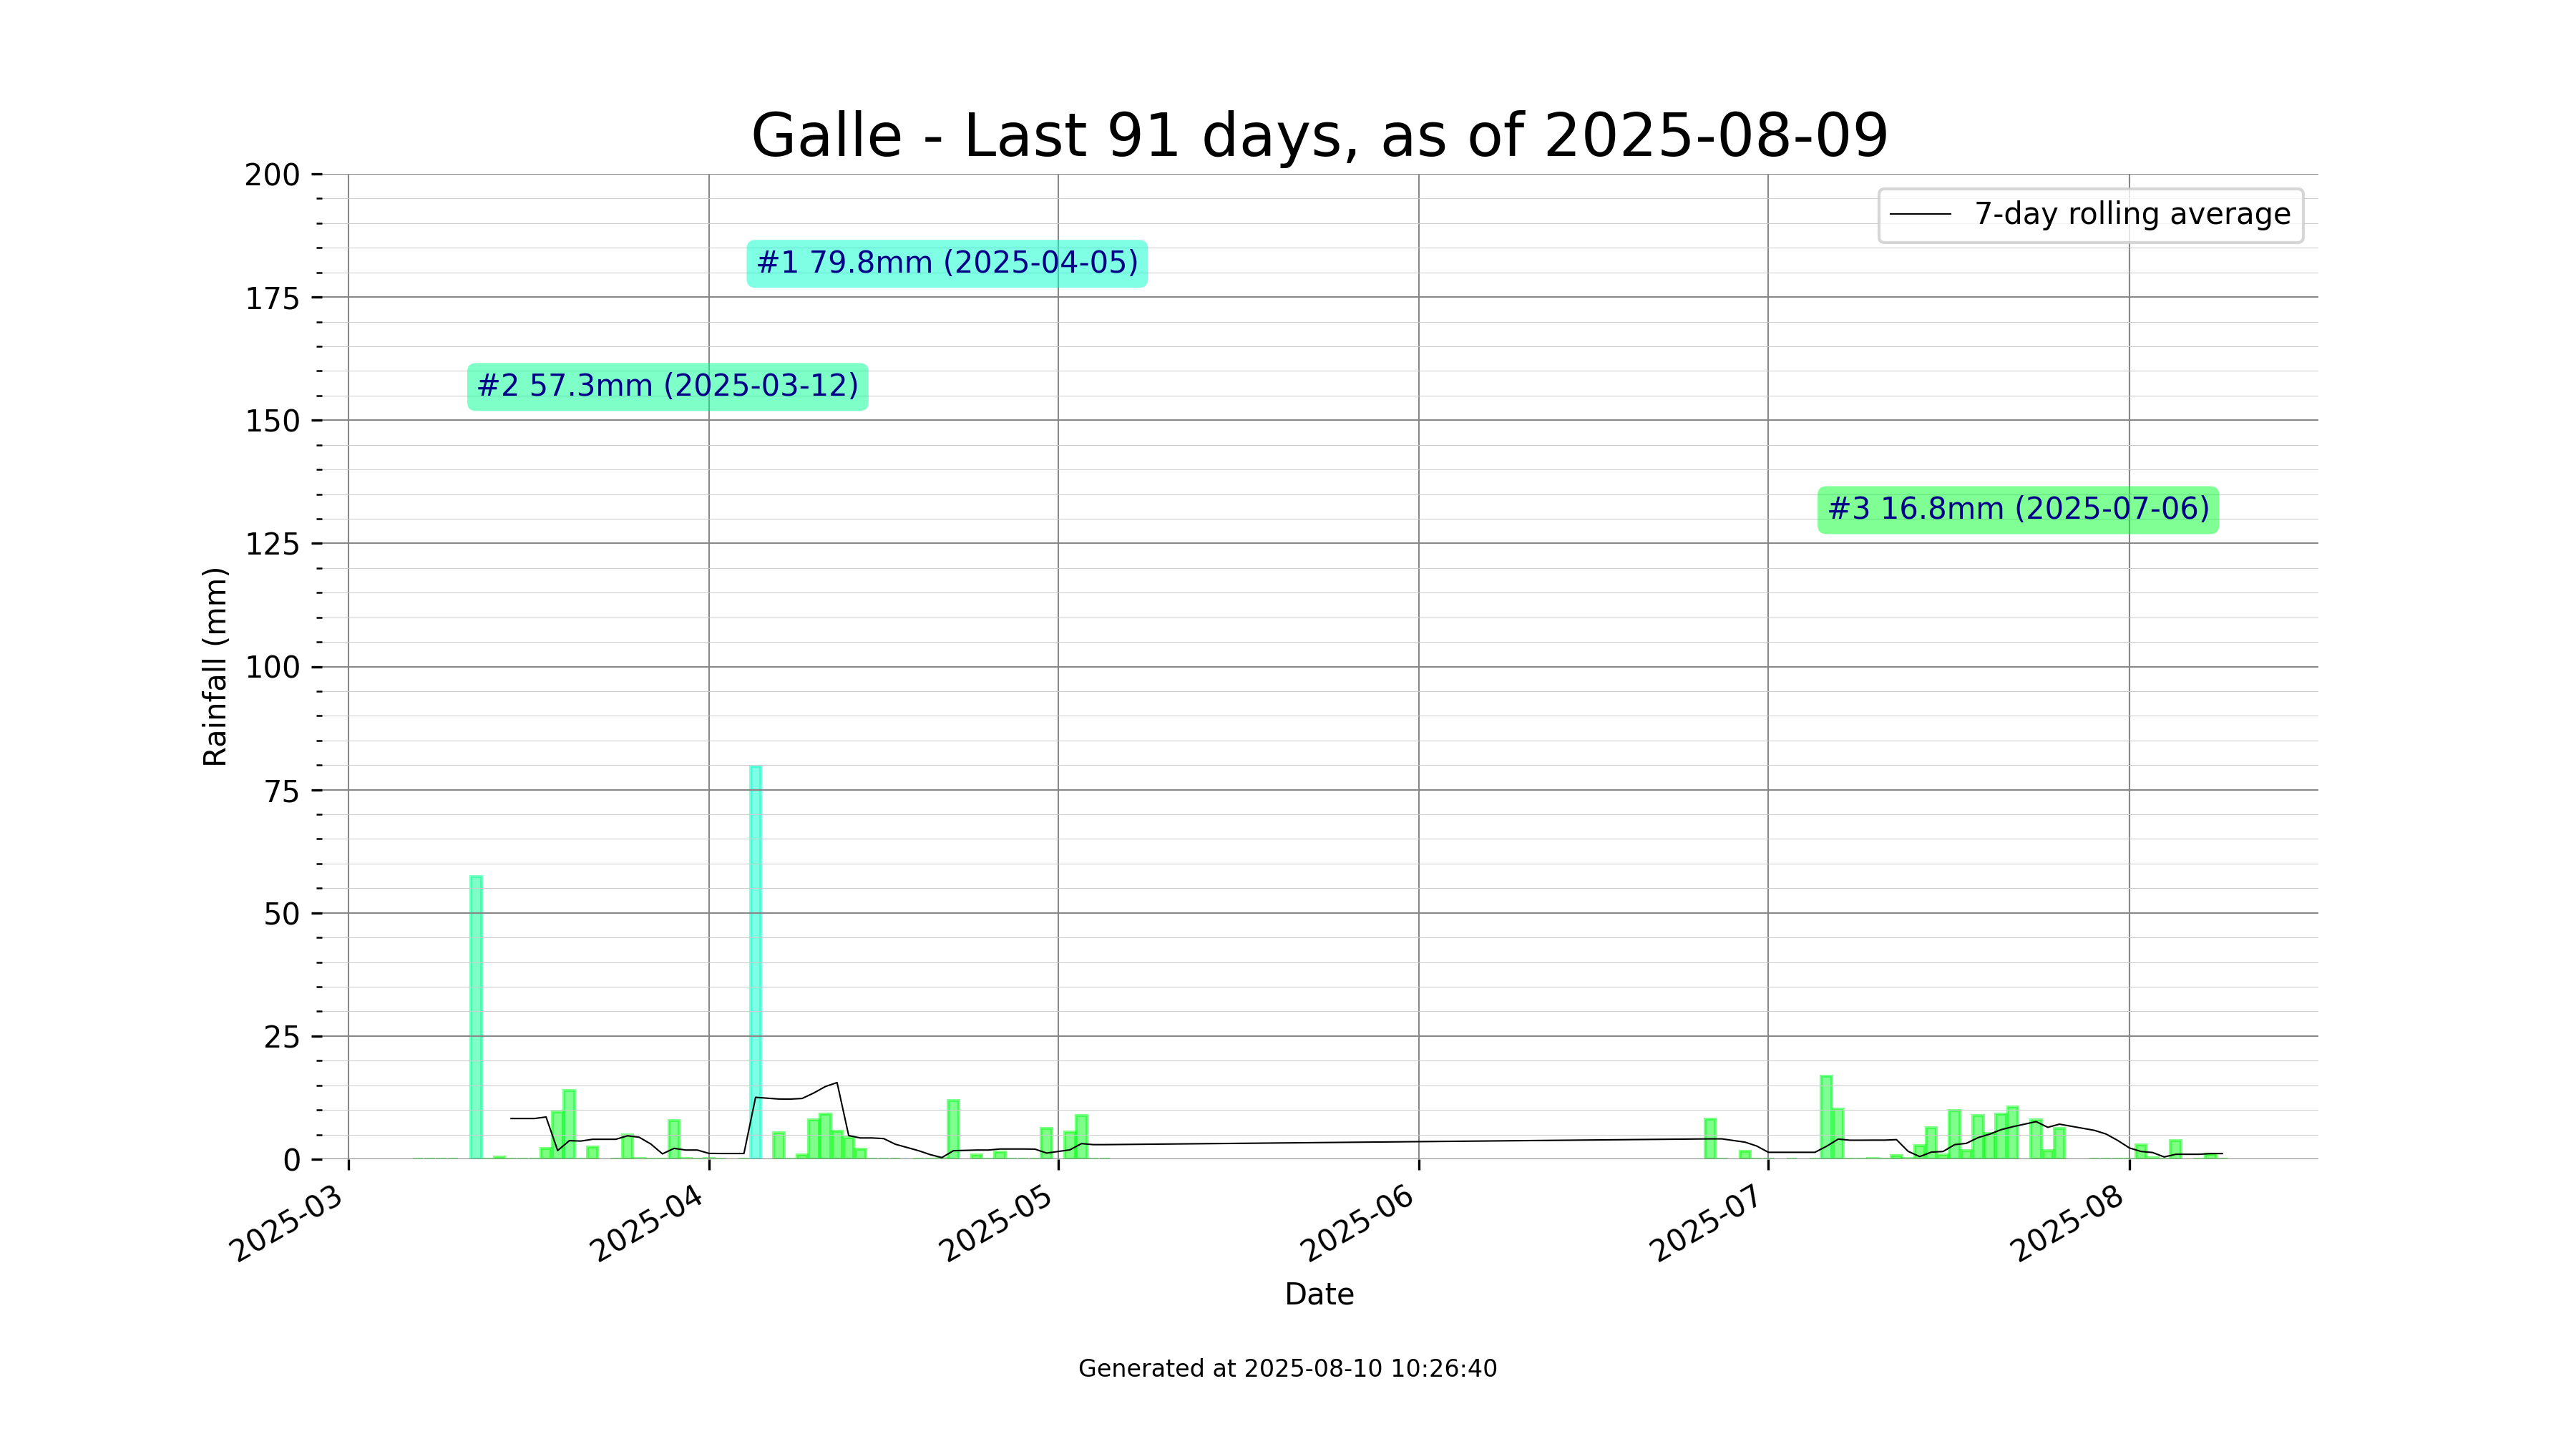 Galle - Last 91 days, as of 2025-08-09
7-day rolling average
#1 79.8mm (2025-04-05)
#2 57.3mm (2025-03-12)
#3 16.8mm (2025-07-06)
Rainfall (mm)
200
175
150
125
100
75
50
25
0
2025-03
2025-04
2025-05
2025-06
2025-07
2025-08
Date
Generated at 2025-08-10 10:26:40